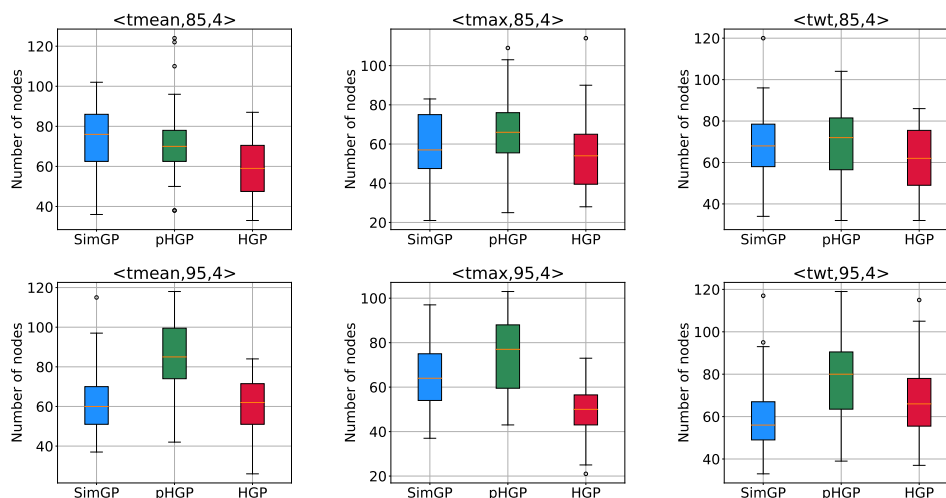 <tmean,85,4>
Number of nodes
120
100
80
60
40
SimGP pHGP HGP
<tmax,85,4>
Number of nodes
120
100
80
60
40
20
SimGP pHGP HGP
<twt,85,4>
Number of nodes
120
100
80
60
40
SimGP pHGP HGP
<tmean,95,4>
Number of nodes
120
100
80
60
40
SimGP pHGP HGP
<tmax,95,4>
Number of nodes
100
80
60
40
20
SimGP pHGP HGP
<twt,95,4>
Number of nodes
120
100
80
60
40
SimGP pHGP HGP